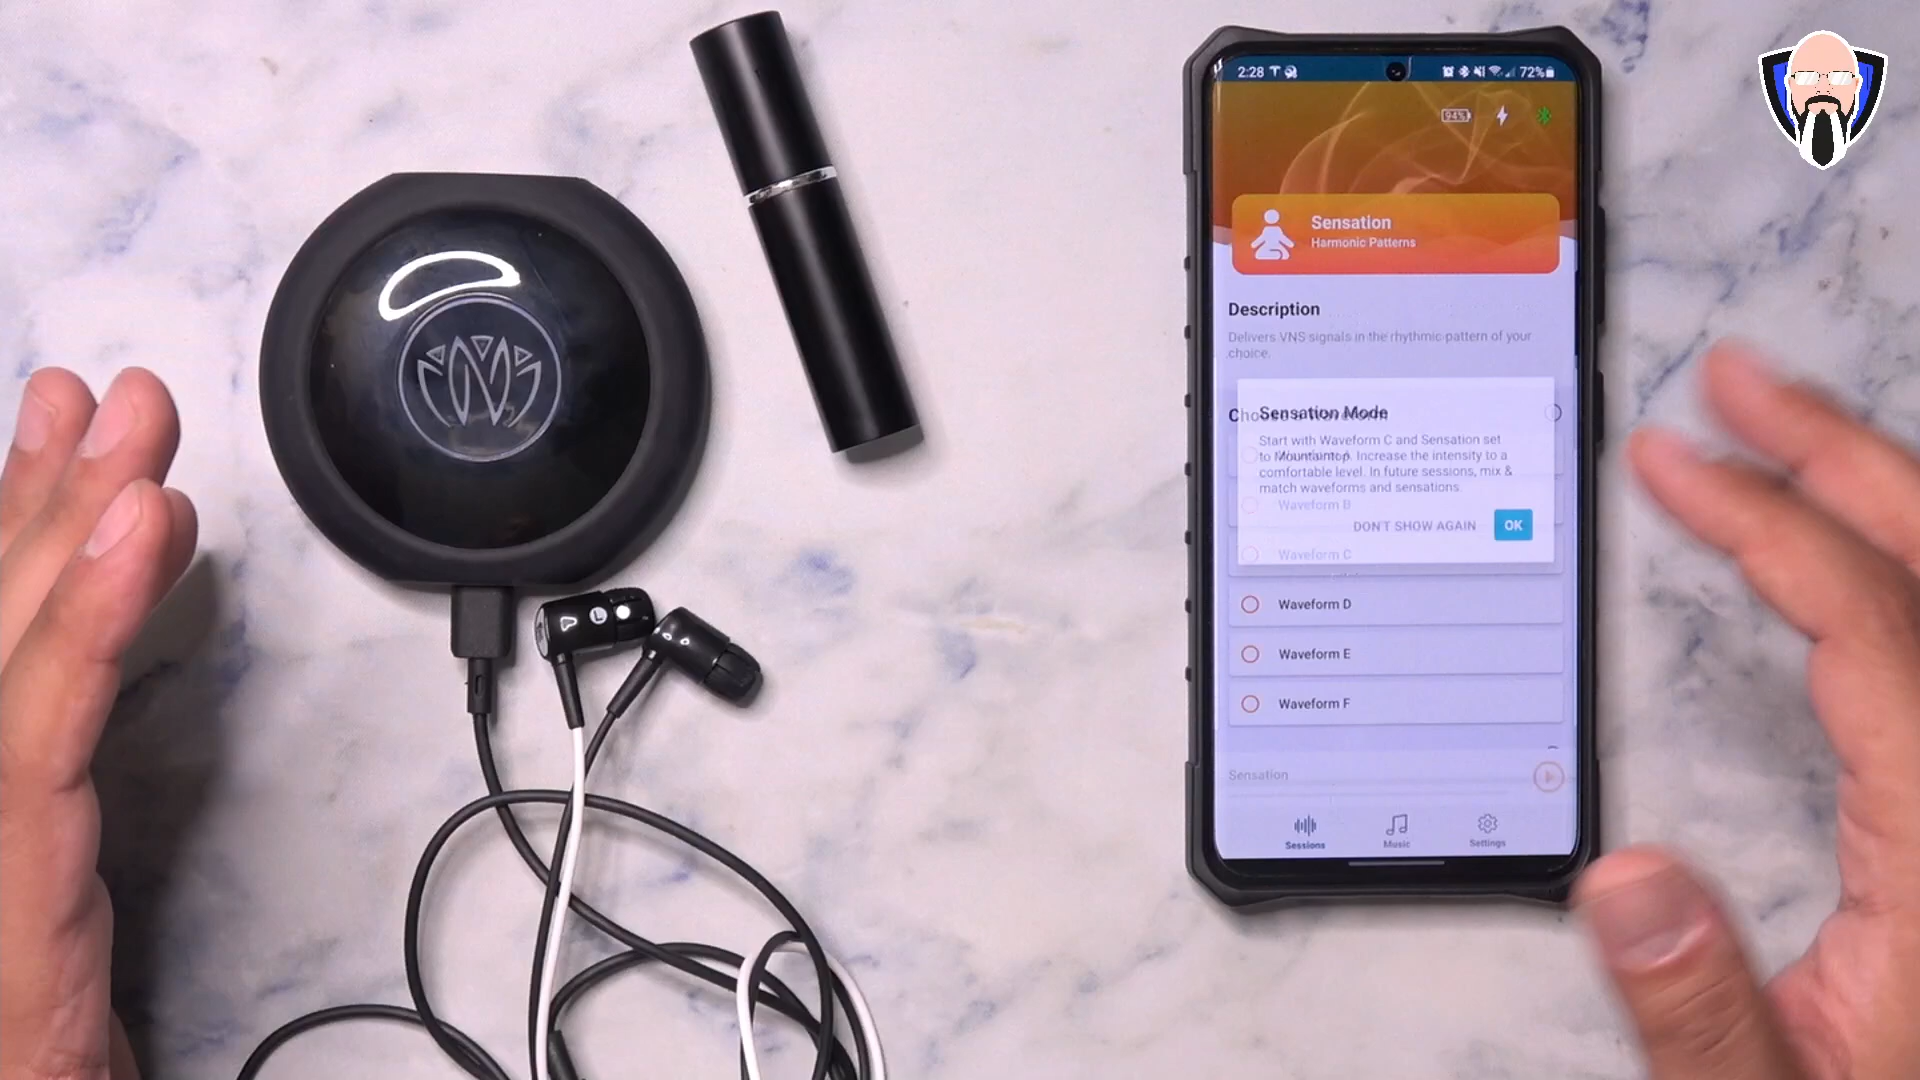 2:28
72%
94%
Sensation
Harmonic Patterns
Description
Delivers VNS signals in the rhythmic pattern of your
choice.
Choose a Waveform
Sensation Mode
Start with Waveform C and Sensation set
to Mountaintop. Increase the intensity to a
comfortable level. In future sessions, mix &
match waveforms and sensations.
DON'T SHOW AGAIN
OK
Waveform B
Waveform C
Waveform D
Waveform E
Waveform F
Sensation
Sessions
Music
Settings
L